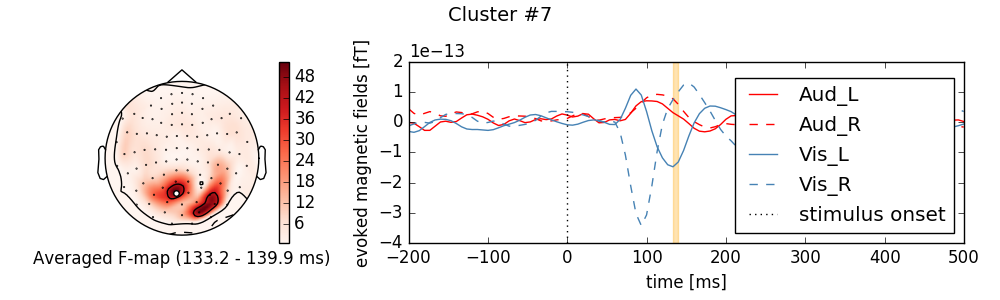 Cluster #7
48
42
36
30
24
18
12
6
Averaged F-map (133.2 - 139.9 ms)
evoked magnetic fields [fT]
1e−13
2
1
0
−1
−2
−3
−4
−200 −100 0 100 200 300 400 500
time [ms]
Aud_L
Aud_R
Vis_L
Vis_R
stimulus onset